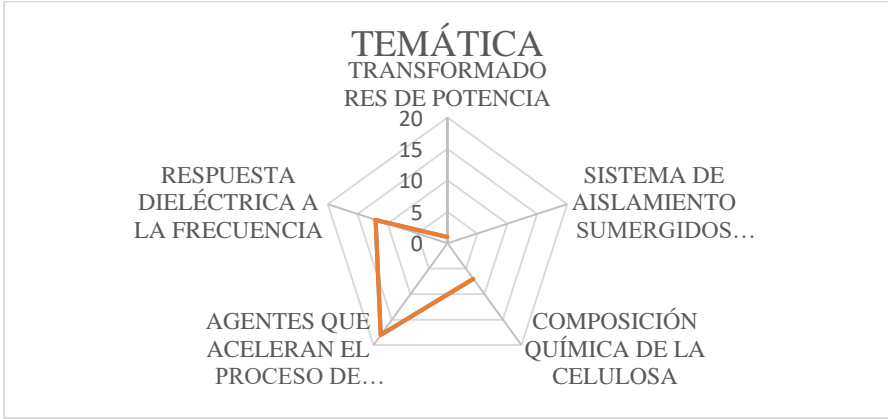 TEMÁTICA
TRANSFORMADO
RES DE POTENCIA
20
15
10
5
0
SISTEMA DE
AISLAMIENTO
SUMERGIDOS…
COMPOSICIÓN
QUÍMICA DE LA
CELULOSA
AGENTES QUE
ACELERAN EL
PROCESO DE…
RESPUESTA
DIELÉCTRICA A
LA FRECUENCIA